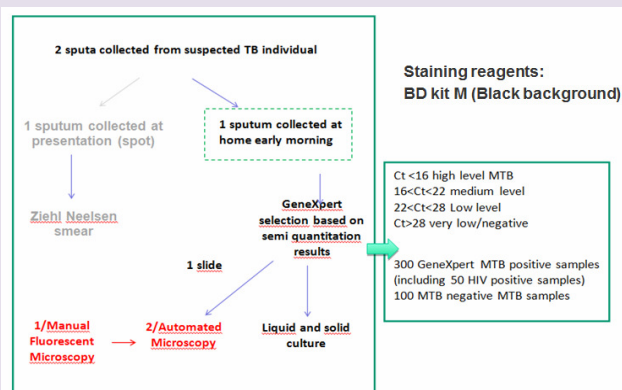 2 sputa collected from suspected TB individual
Staining reagents:
BD kit M (Black background)
1 sputum collected at
presentation (spot)
1 sputum collected at
home early morning
Ziehl Neelsen
smear
GeneXpert
selection based on
semi quantitation
results
Ct <16 high level MTB
16<Ct<22 medium level
22<Ct<28 Low level
Ct>28 very low/negative
300 GeneXpert MTB positive samples
(including 50 HIV positive samples)
100 MTB negative MTB samples
1 slide
1/Manual
Fluorescent
Microscopy
2/Automated
Microscopy
Liquid and solid
culture